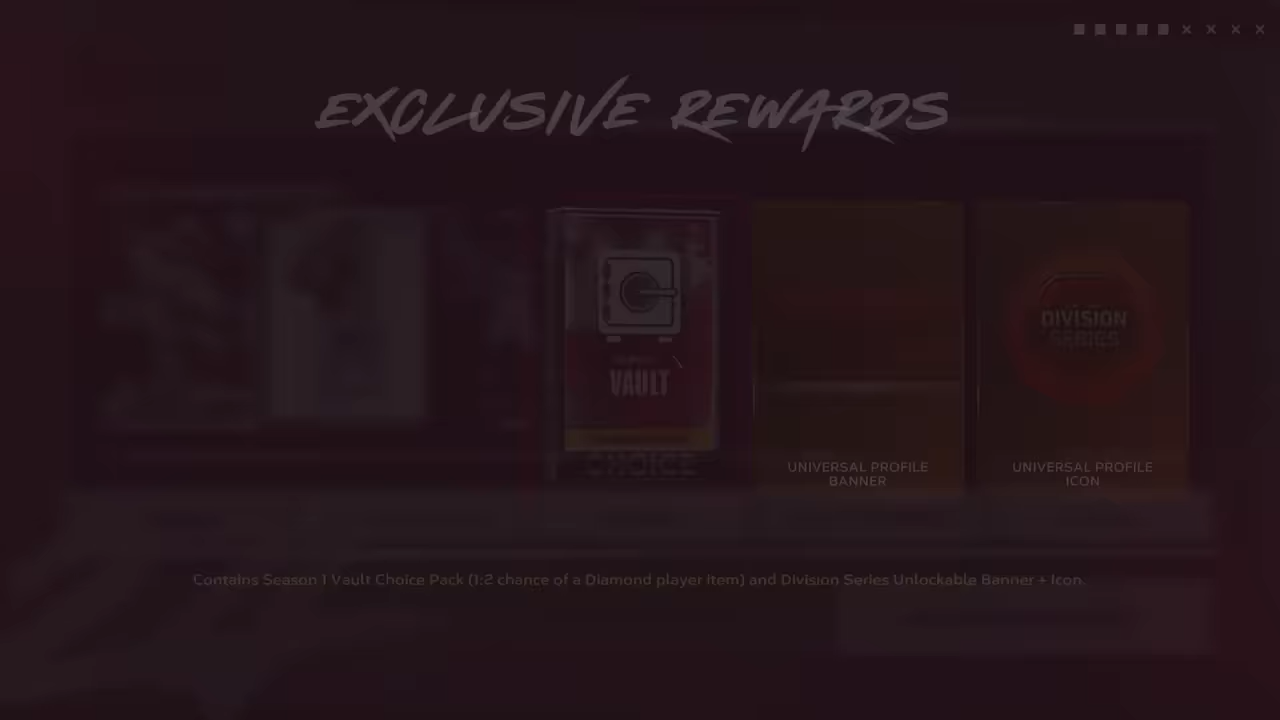 EXCLUSIVE REWARDS
VAULT
CHOICE
DIVISION
SERIES
UNIVERSAL PROFILE
BANNER
UNIVERSAL PROFILE
ICON
Contains Season 1 Vault Choice Pack (1:2 chance of a Diamond player item) and Division Series Unlockable Banner + Icon.